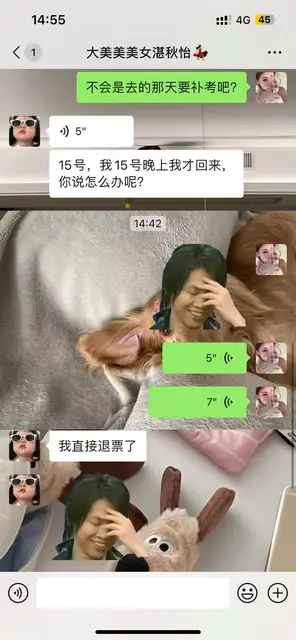 14:55
4G 45
1
大美美美女湛秋怡💃
不会是去的那天要补考吧?
5"
15号，我15号晚上我才回来，
你说怎么办呢?
14:42
5"
7"
我直接退票了